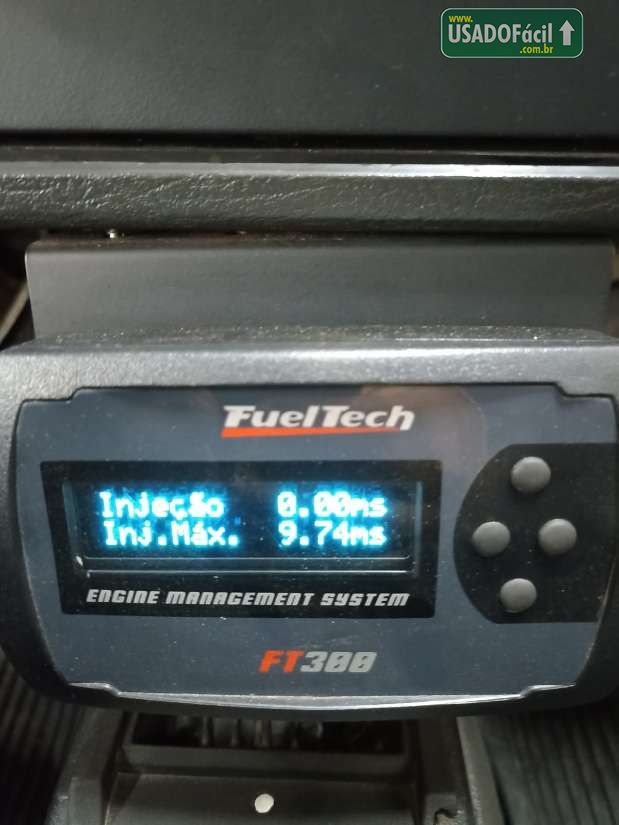 www.
USADOFácil
.com.br
FuelTech
Injeção 0.00ms
Inj.Máx. 9.74ms
ENGINE MANAGEMENT SYSTEM
FT300